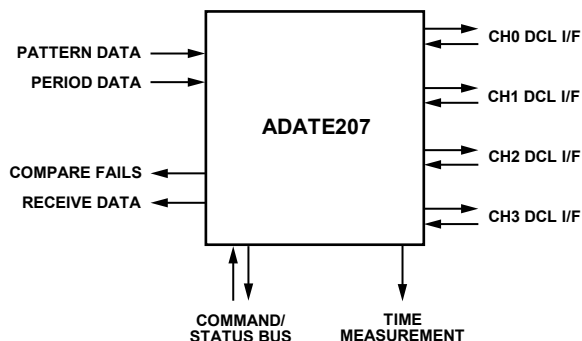 PATTERN DATA
PERIOD DATA
COMPARE FAILS
RECEIVE DATA
ADATE207
CH0 DCL I/F
CH1 DCL I/F
CH2 DCL I/F
CH3 DCL I/F
COMMAND/
STATUS BUS
TIME
MEASUREMENT